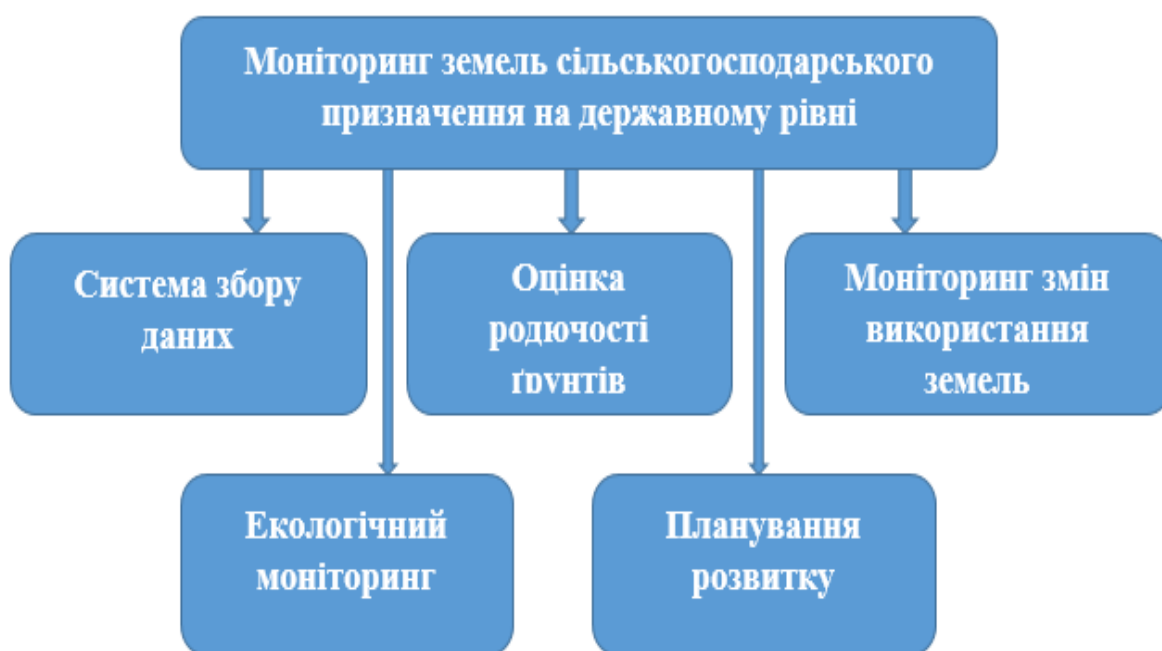 Моніторинг земель сільськогосподарського
призначення на державному рівні
Система збору
даних
Оцінка
родючості
ґрунтів
Моніторинг змін
використання
земель
Екологічний
моніторинг
Планування
розвитку